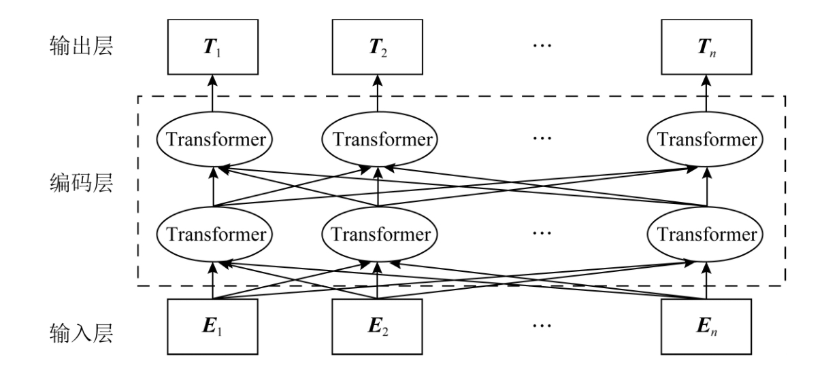 输出层 T1 T2 … Tn
Transformer Transformer … Transformer
编码层
Transformer Transformer … Transformer
输入层 E1 E2 … En